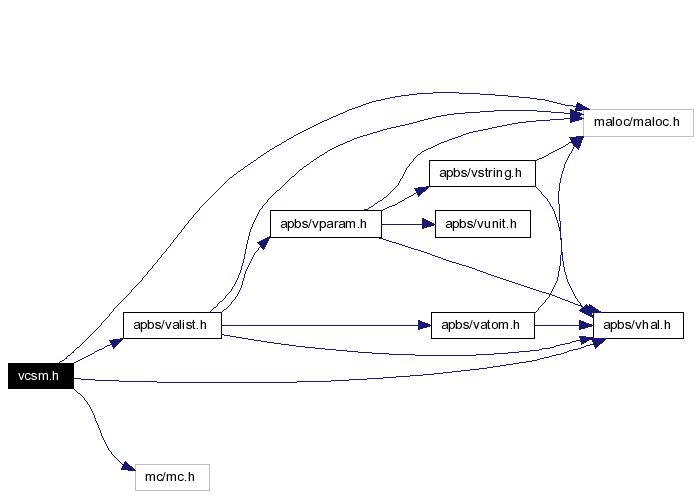 maloc/maloc.h
apbs/vstring.h
apbs/vparam.h
apbs/vunit.h
apbs/valist.h
apbs/vatom.h
apbs/vhal.h
vcsm.h
mc/mc.h